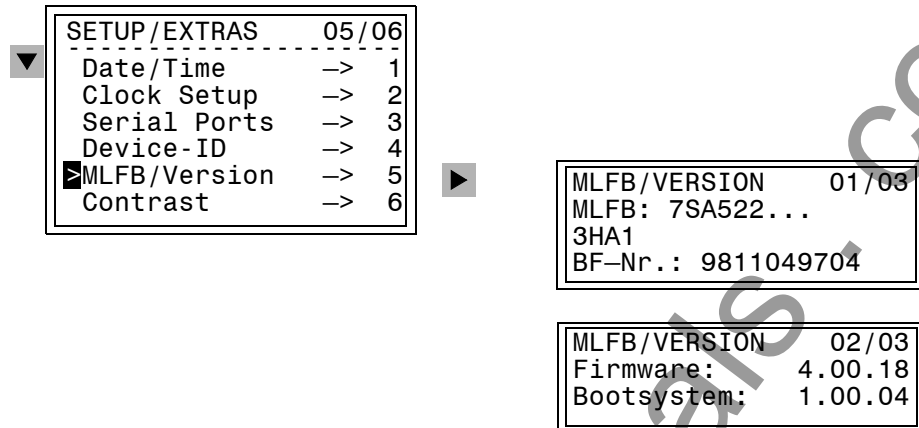 SETUP/EXTRAS 05/06
--------------------
Date/Time –> 1
Clock Setup –> 2
Serial Ports –> 3
Device-ID –> 4
>MLFB/Version –> 5
Contrast –> 6
MLFB/VERSION 01/03
MLFB: 7SA522...
3HA1
BF–Nr.: 9811049704
MLFB/VERSION 02/03
Firmware: 4.00.18
Bootsystem: 1.00.04
als . co